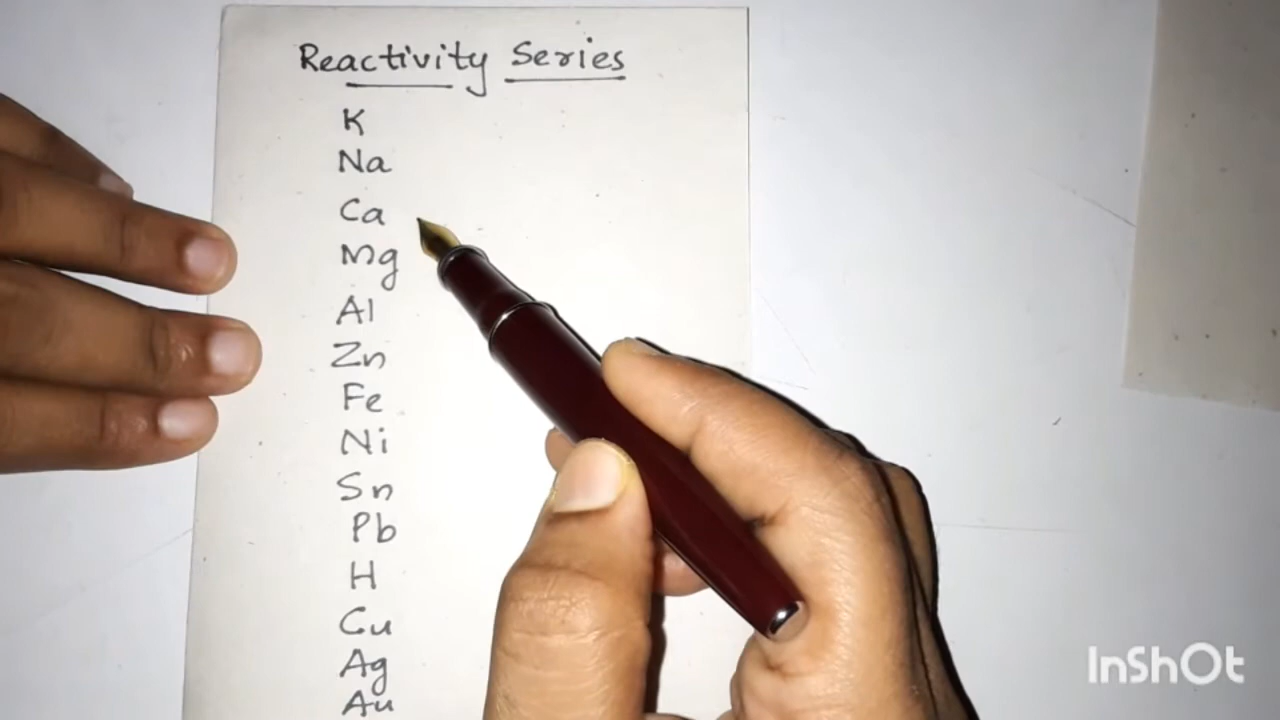 Reactivity Series
K
Na
Ca
Mg
Al
Zn
Fe
Ni
Sn
Pb
H
Cu
Ag
Au
InShOt